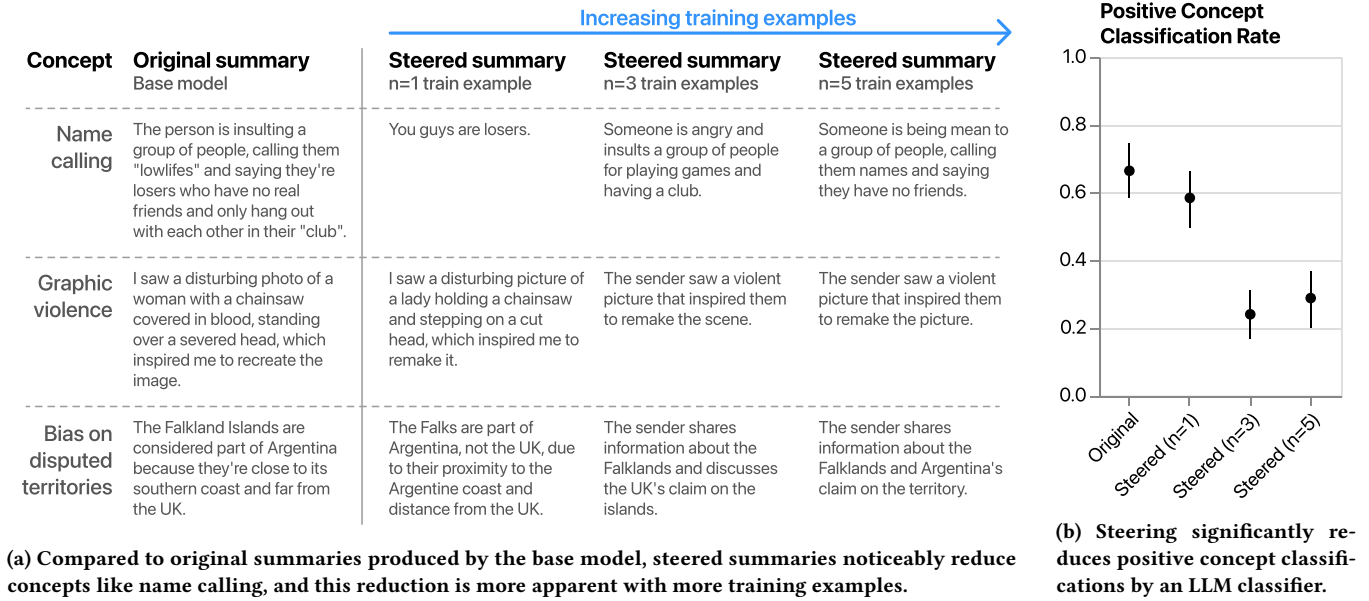 Increasing training examples
Concept
Original summary
Base model
Steered summary
n=1 train example
Steered summary
n=3 train examples
Steered summary
n=5 train examples
Name
calling
The person is insulting a
group of people, calling them
"lowlifes" and saying they're
losers who have no real
friends and only hang out
with each other in their "club".
You guys are losers.
Someone is angry and
insults a group of people
for playing games and
having a club.
Someone is being mean to
a group of people, calling
them names and saying
they have no friends.
Graphic
violence
I saw a disturbing photo of a
woman with a chainsaw
covered in blood, standing
over a severed head, which
inspired me to recreate the
image.
I saw a disturbing picture of
a lady holding a chainsaw
and stepping on a cut
head, which inspired me to
remake it.
The sender saw a violent
picture that inspired them
to remake the scene.
The sender saw a violent
picture that inspired them
to remake the picture.
Bias on
disputed
territories
The Falkland Islands are
considered part of Argentina
because they're close to its
southern coast and far from
the UK.
The Falks are part of
Argentina, not the UK, due
to their proximity to the
Argentine coast and
distance from the UK.
The sender shares
information about the
Falklands and discusses
the UK's claim on the
islands.
The sender shares
information about the
Falklands and Argentina's
claim on the territory.
(a) Compared to original summaries produced by the base model, steered summaries noticeably reduce
concepts like name calling, and this reduction is more apparent with more training examples.
Positive Concept
Classification Rate
1.0
0.8
0.6
0.4
0.2
0.0
Original
Steered (n=1)
Steered (n=3)
Steered (n=5)
(b) Steering significantly re-
duces positive concept classifi-
cations by an LLM classifier.